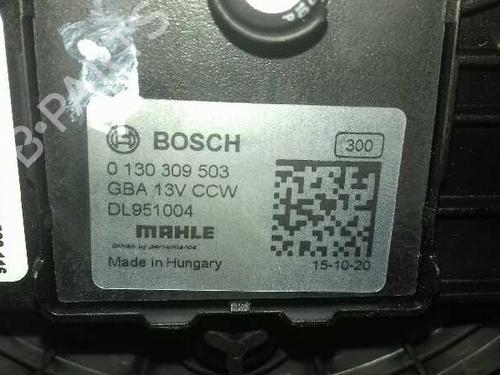 B-PARTS
BOSCH
300
0 130 309 503
GBA 13V CCW
DL951004
MAHLE
Driven by performance
Made in Hungary
15-10-20